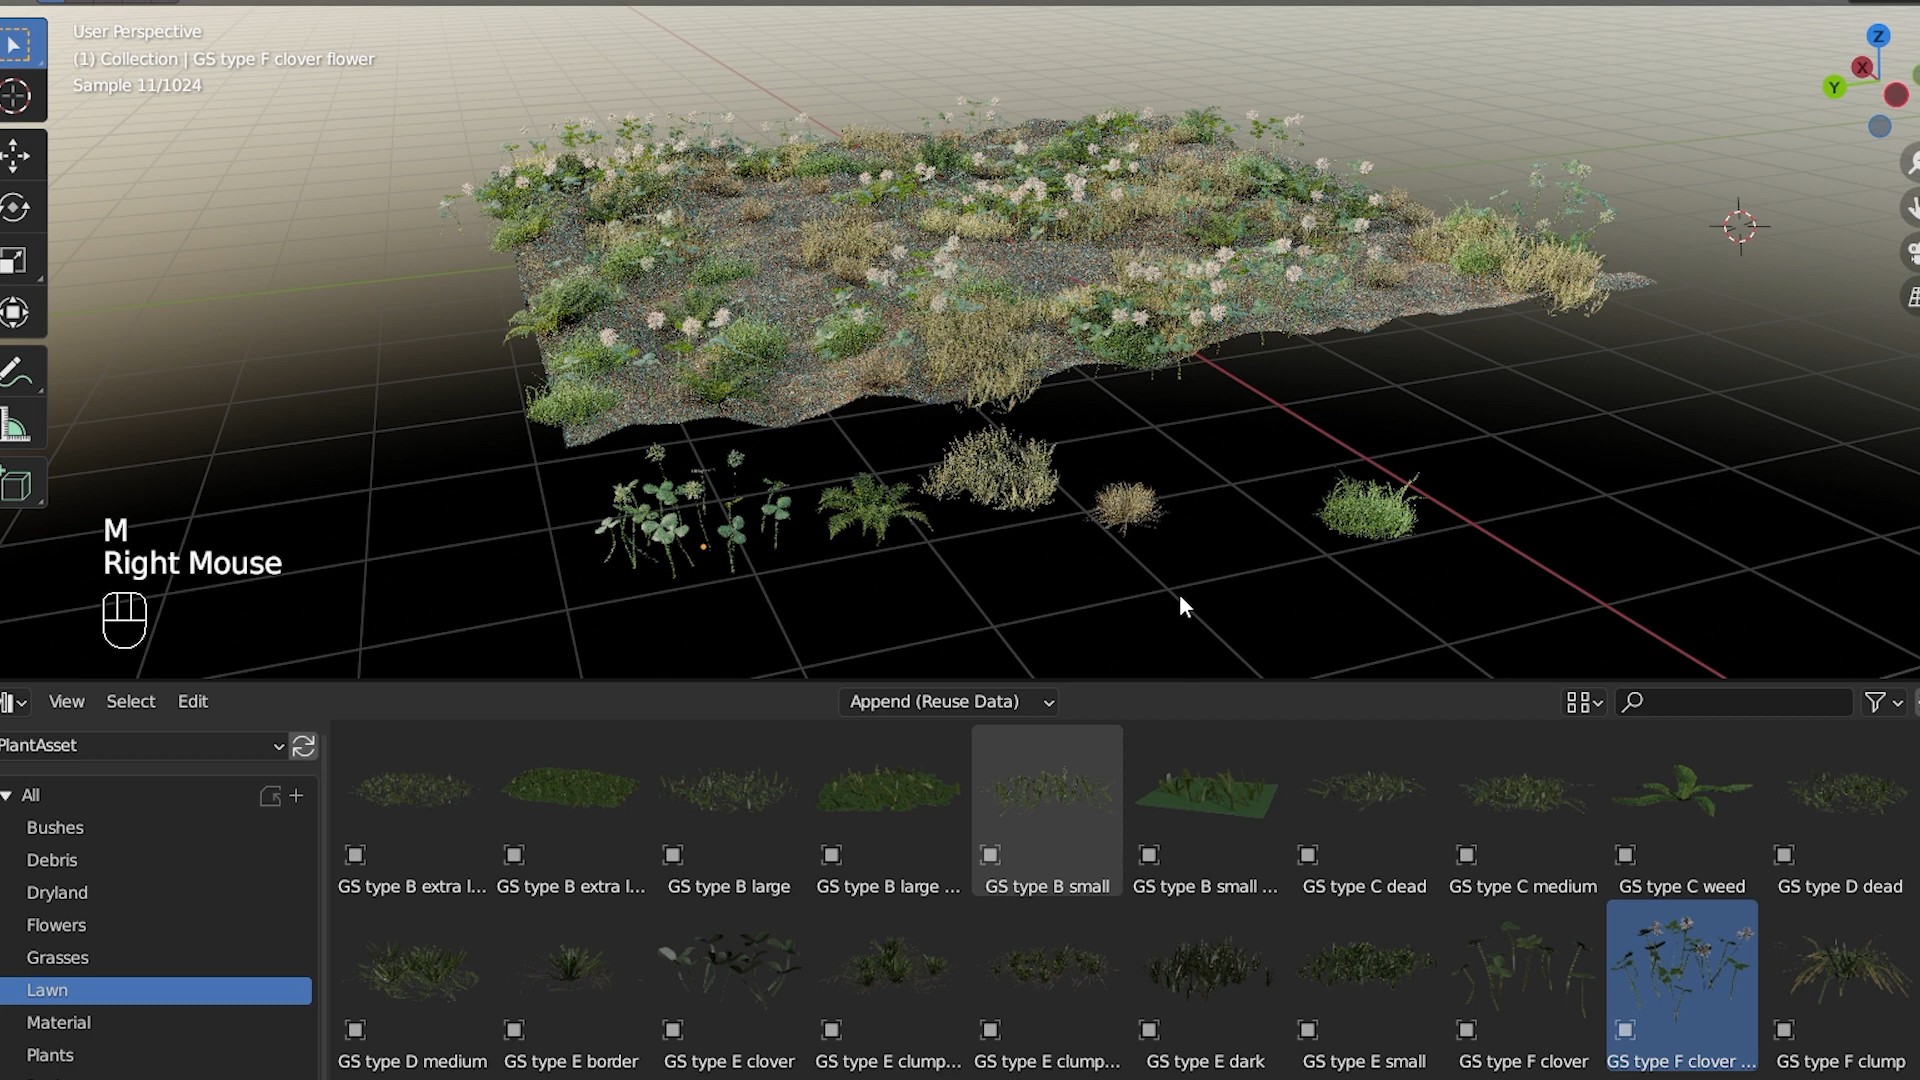 User Perspective
(1) Collection | GS type F clover flower
Sample 11/1024
Z
X
Y
M
Right Mouse
View Select Edit
Append (Reuse Data)
PlantAsset
All
Bushes
Debris
Dryland
Flowers
Grasses
Lawn
Material
Plants
GS type B extra l... GS type B extra l... GS type B large GS type B large ... GS type B small GS type B small ... GS type C dead GS type C medium GS type C weed GS type D dead
GS type D medium GS type E border GS type E clover GS type E clump... GS type E clump... GS type E dark GS type E small GS type F clover GS type F clover ... GS type F clump